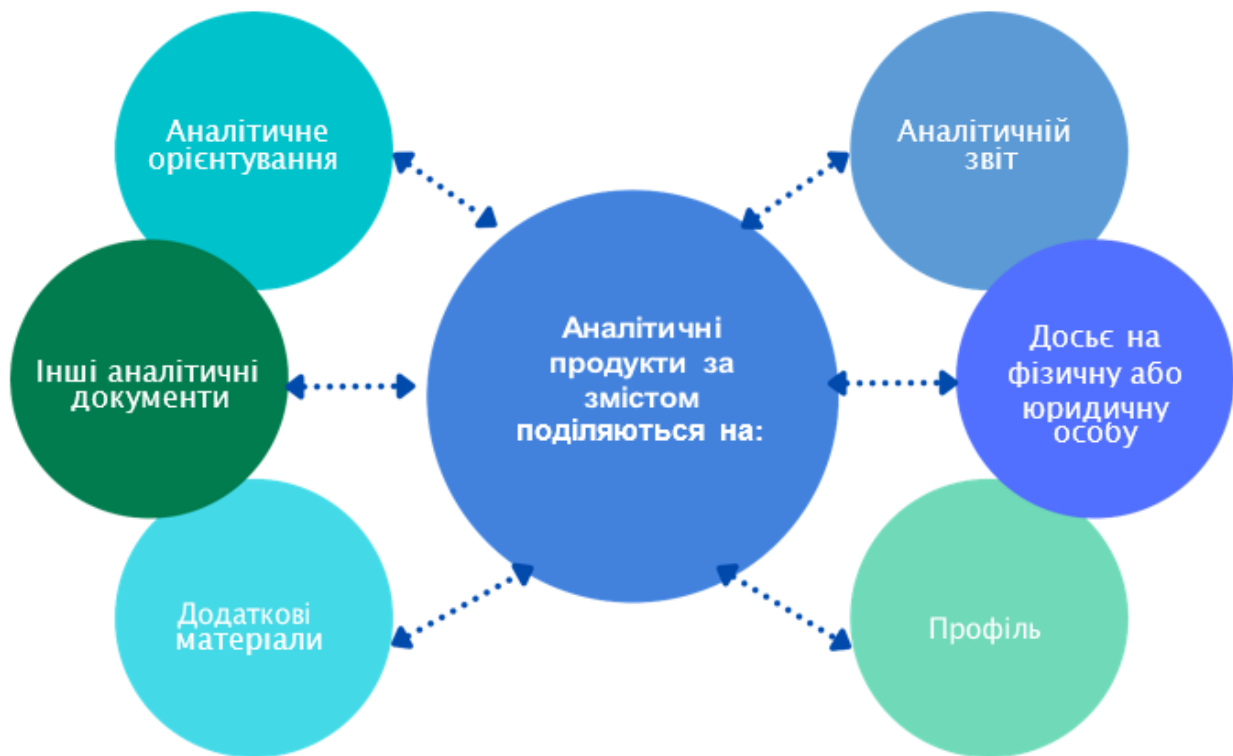 Аналітичне
орієнтування
Аналітичній
звіт
Аналітичні
продукти за
змістом
поділяються на:
Інші аналітичні
документи
Досьє на
фізичну або
юридичну
особу
Додаткові
матеріали
Профіль